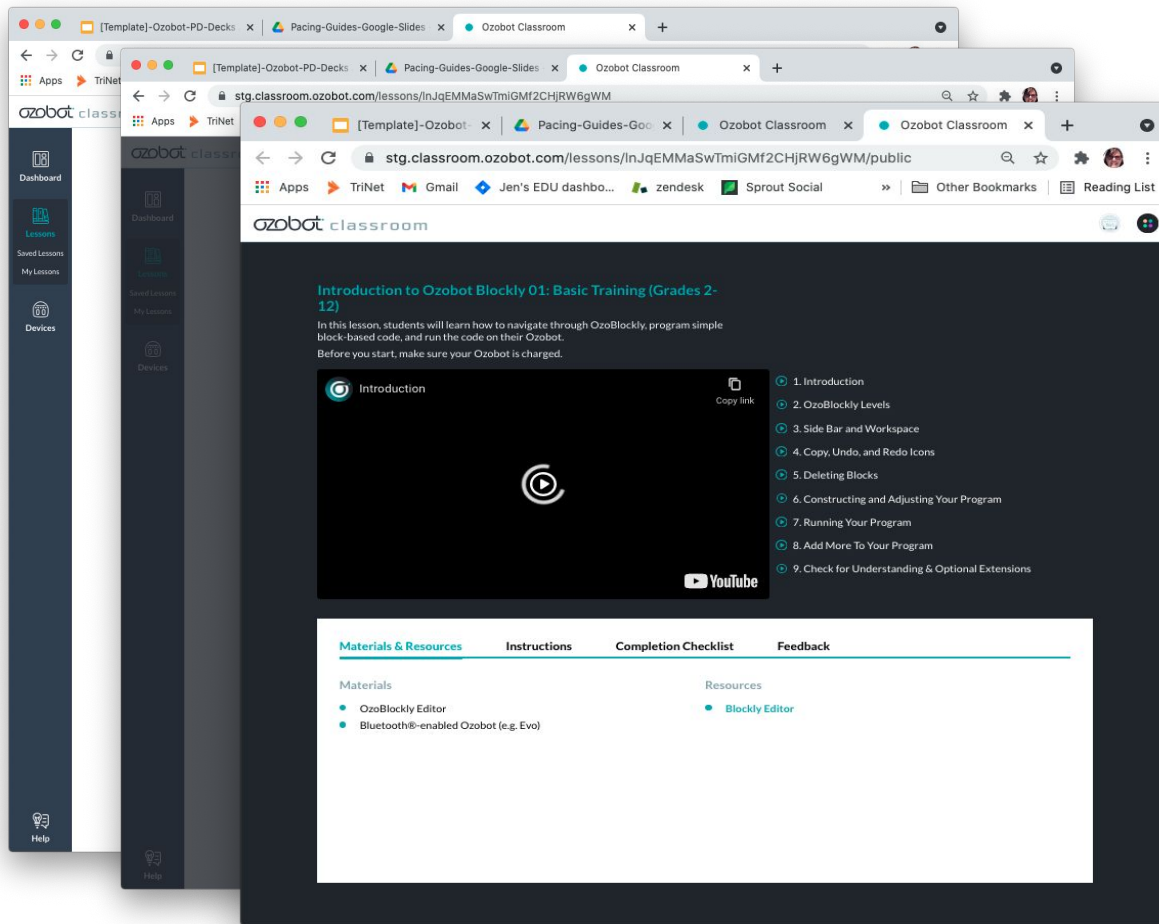 [Template]-Ozobot-PD-Decks
Pacing-Guides-Google-Slides
Ozobot Classroom
Apps
TriNet
ozobot class
Dashboard
Lessons
Saved Lessons
My Lessons
Devices
Help
[Template]-Ozobot-PD-Decks
Pacing-Guides-Google-Slides
Ozobot Classroom
stg.classroom.ozobot.com/lessons/lnJqEMMaSwTmiGMf2CHjRW6gWM
Apps
TriNet
ozobot classr
Dashboard
Lessons
Saved Lessons
My Lessons
Devices
Help
[Template]-Ozobot-
Pacing-Guides-Goo
Ozobot Classroom
Ozobot Classroom
stg.classroom.ozobot.com/lessons/lnJqEMMaSwTmiGMf2CHjRW6gWM/public
Apps
TriNet
Gmail
Jen's EDU dashbo...
zendesk
Sprout Social
»
Other Bookmarks
Reading List
ozobot classroom
Introduction to Ozobot Blockly 01: Basic Training (Grades 2-
12)
In this lesson, students will learn how to navigate through OzoBlockly, program simple
block-based code, and run the code on their Ozobot.
Before you start, make sure your Ozobot is charged.
Introduction
Copy link
YouTube
1. Introduction
2. OzoBlockly Levels
3. Side Bar and Workspace
4. Copy, Undo, and Redo Icons
5. Deleting Blocks
6. Constructing and Adjusting Your Program
7. Running Your Program
8. Add More To Your Program
9. Check for Understanding & Optional Extensions
Materials & Resources
Instructions
Completion Checklist
Feedback
Materials
OzoBlockly Editor
Bluetooth®-enabled Ozobot (e.g. Evo)
Resources
Blockly Editor